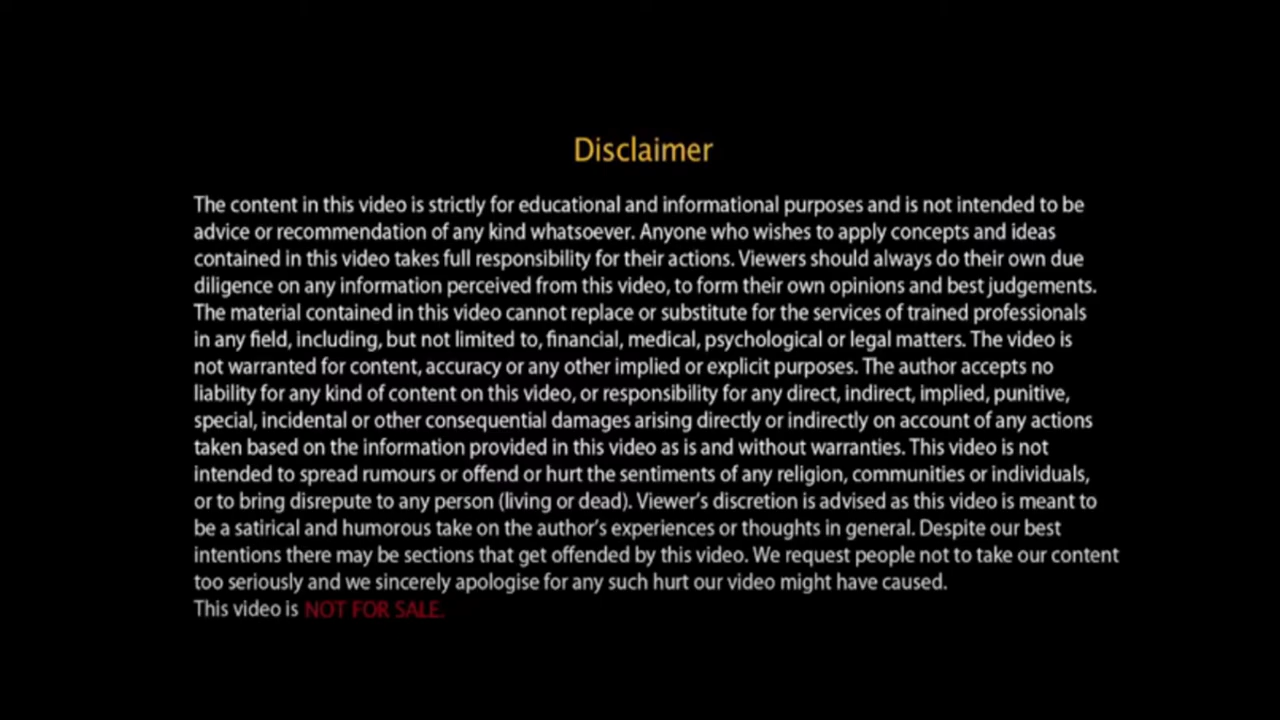 Disclaimer
The content in this video is strictly for educational and informational purposes and is not intended to be
advice or recommendation of any kind whatsoever. Anyone who wishes to apply concepts and ideas
contained in this video takes full responsibility for their actions. Viewers should always do their own due
diligence on any information perceived from this video, to form their own opinions and best judgements.
The material contained in this video cannot replace or substitute for the services of trained professionals
in any field, including, but not limited to, financial, medical, psychological or legal matters. The video is
not warranted for content, accuracy or any other implied or explicit purposes. The author accepts no
liability for any kind of content on this video, or responsibility for any direct, indirect, implied, punitive,
special, incidental or other consequential damages arising directly or indirectly on account of any actions
taken based on the information provided in this video as is and without warranties. This video is not
intended to spread rumours or offend or hurt the sentiments of any religion, communities or individuals,
or to bring disrepute to any person (living or dead). Viewer's discretion is advised as this video is meant to
be a satirical and humorous take on the author's experiences or thoughts in general. Despite our best
intentions there may be sections that get offended by this video. We request people not to take our content
too seriously and we sincerely apologise for any such hurt our video might have caused.
This video is NOT FOR SALE.